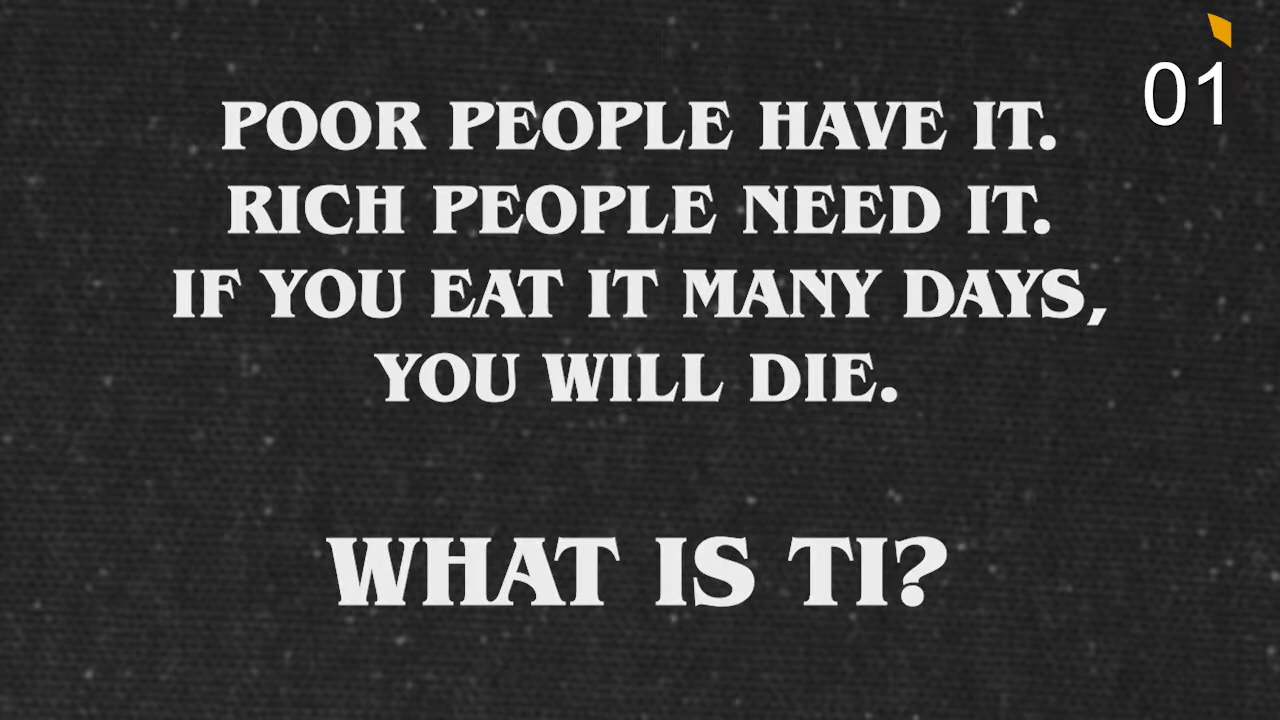 01
POOR PEOPLE HAVE IT.
RICH PEOPLE NEED IT.
IF YOU EAT IT MANY DAYS,
YOU WILL DIE.
WHAT IS TI?